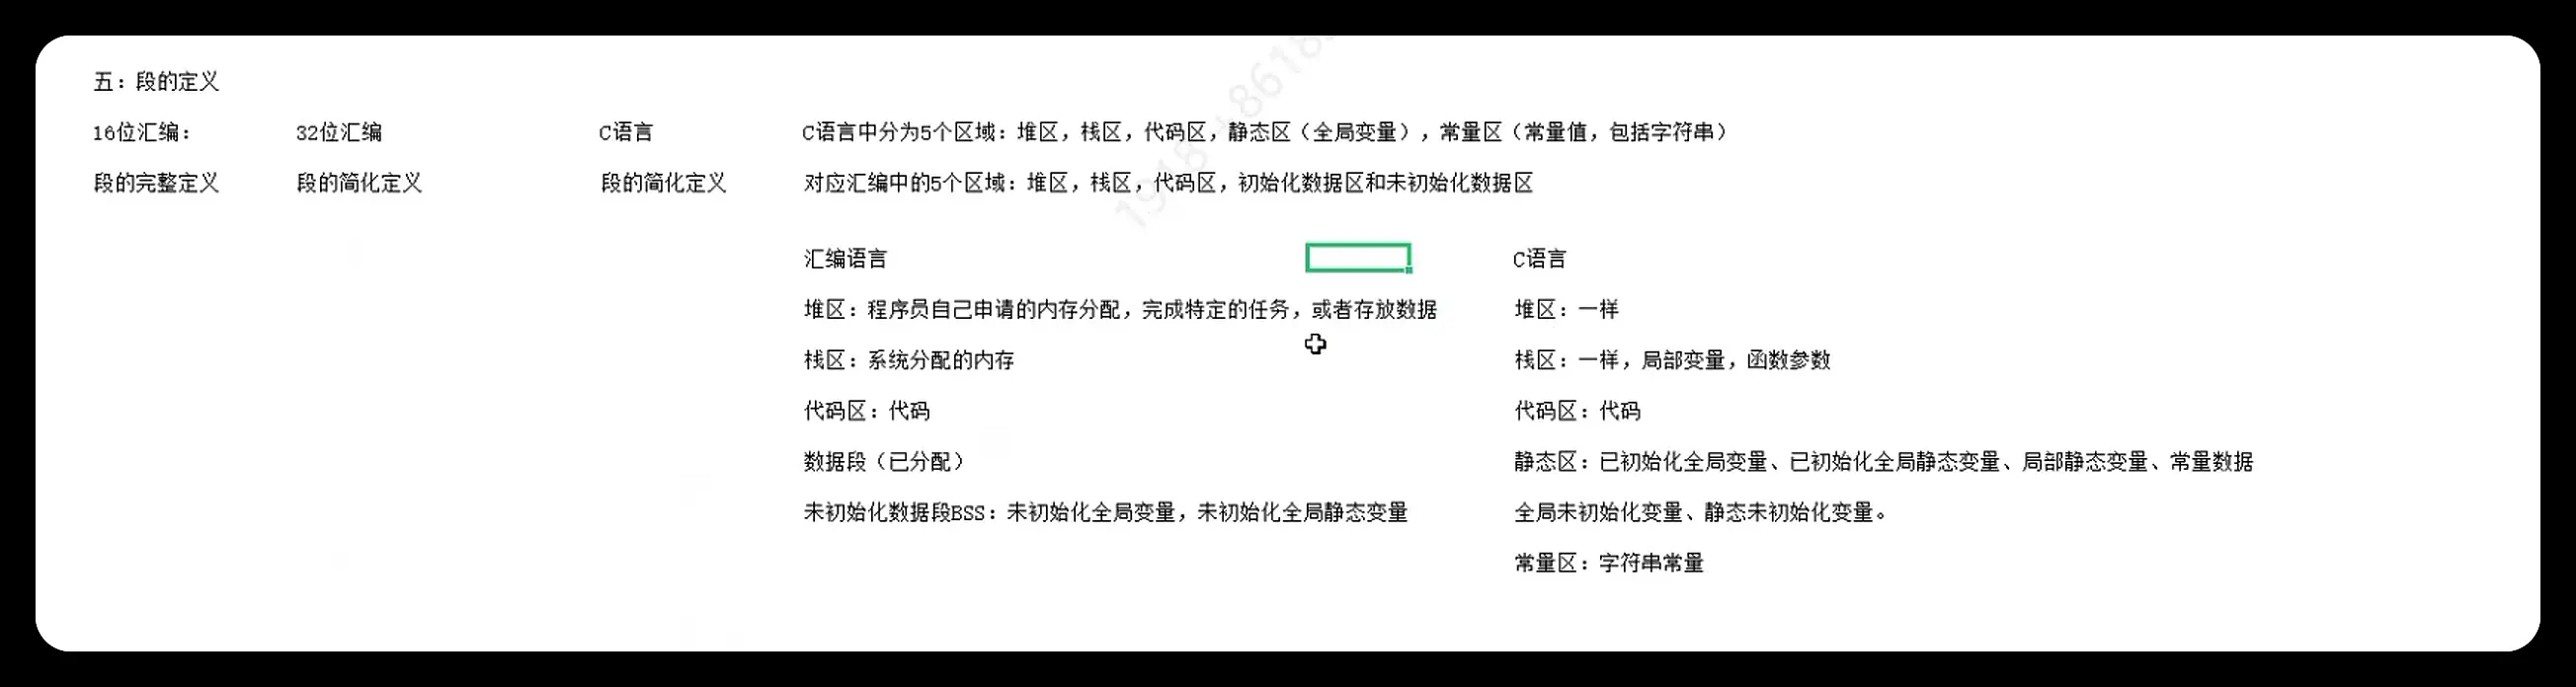 五：段的定义
16位汇编： 32位汇编 C语言 C语言中分为5个区域：堆区，栈区，代码区，静态区（全局变量），常量区（常量值，包括字符串）
段的完整定义 段的简化定义 段的简化定义 对应汇编中的5个区域：堆区，栈区，代码区，初始化数据区和未初始化数据区
汇编语言 C语言
堆区：程序员自己申请的内存分配，完成特定的任务，或者存放数据 堆区：一样
栈区：系统分配的内存 栈区：一样，局部变量，函数参数
代码区：代码 代码区：代码
数据段（已分配） 静态区：已初始化全局变量、已初始化全局静态变量、局部静态变量、常量数据
未初始化数据段BSS：未初始化全局变量，未初始化全局静态变量 全局未初始化变量、静态未初始化变量。
常量区：字符串常量